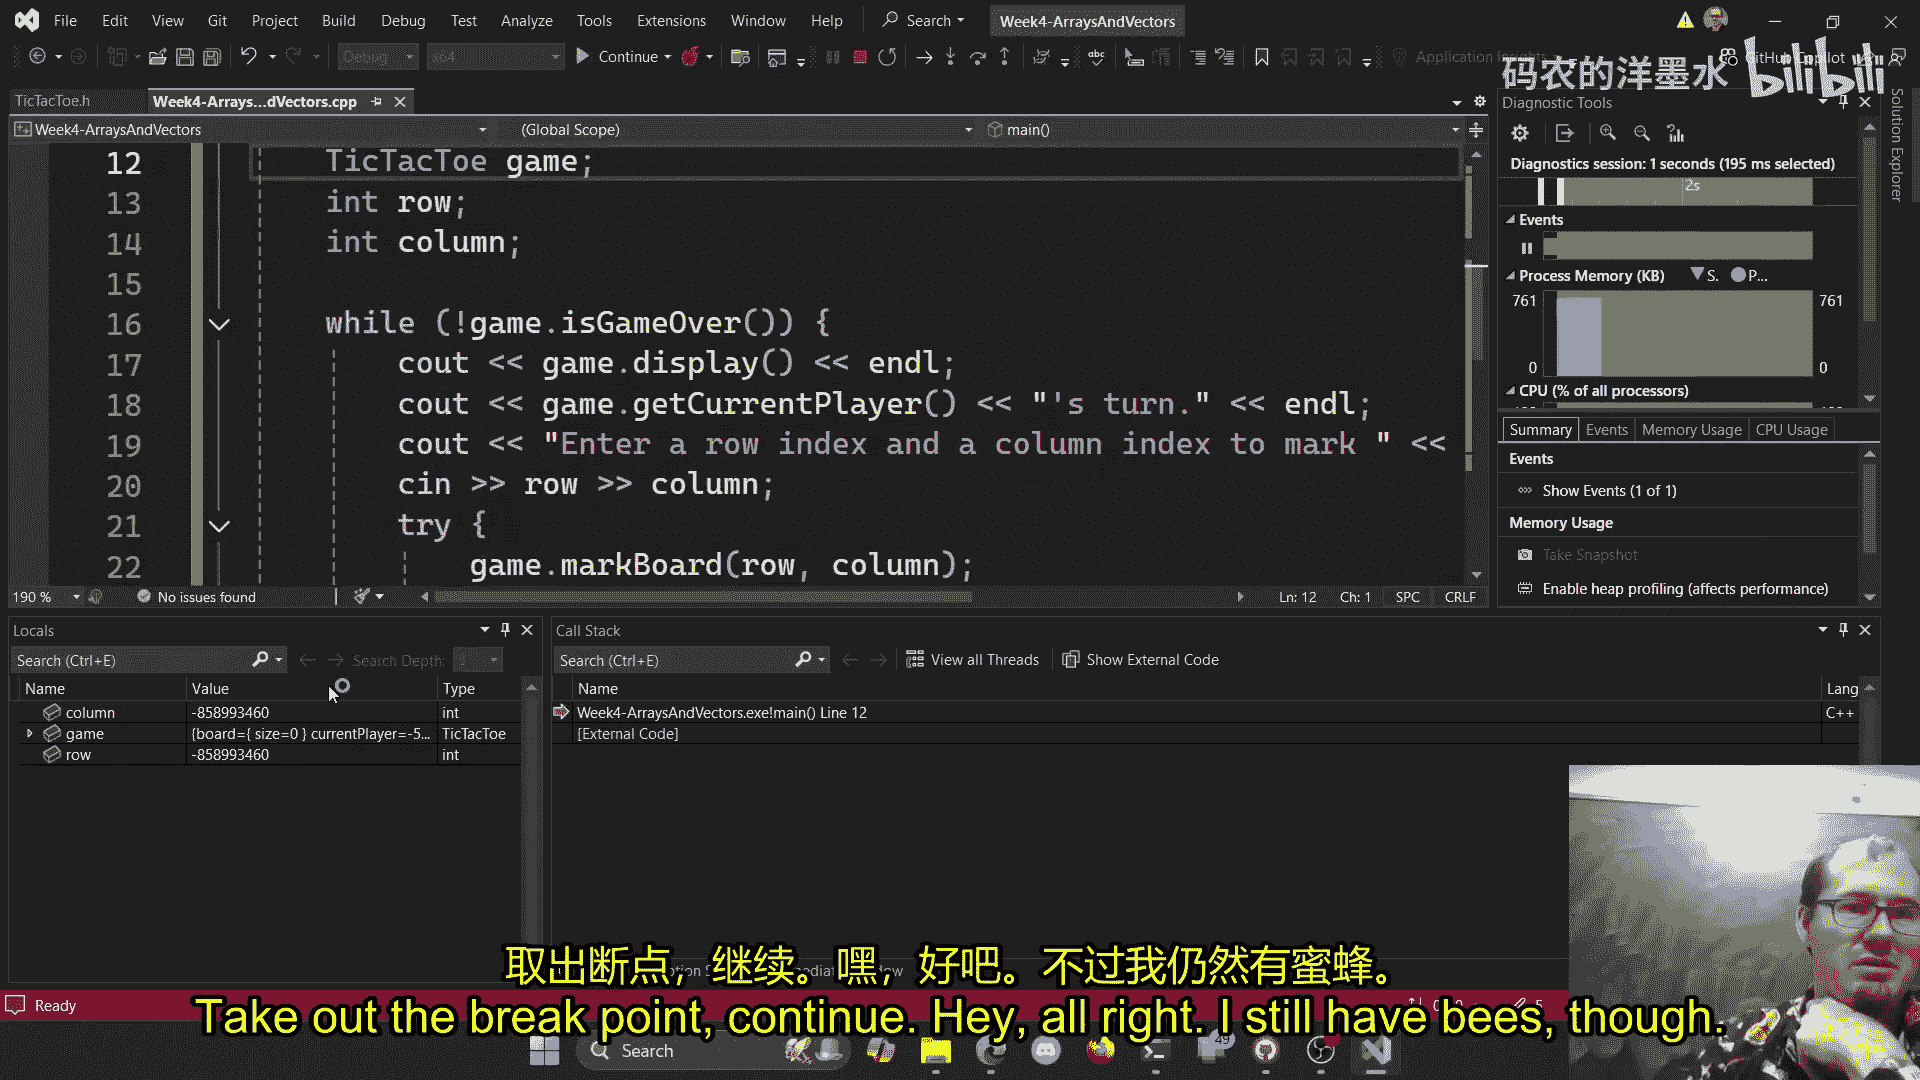 File Edit View Git Project Build Debug Test Analyze Tools Extensions Window Help Search Week4-ArraysAndVectors
Debug x64 Continue Application Insights GitHub Copilot
码农的洋墨水 bilibili
TicTacToe.h Week4-Arrays...dVectors.cpp
Week4-ArraysAndVectors (Global Scope) main()
12 TicTacToe game;
13 int row;
14 int column;
15
16 while (!game.isGameOver()) {
17 cout << game.display() << endl;
18 cout << game.getCurrentPlayer() << "'s turn." << endl;
19 cout << "Enter a row index and a column index to mark " <<
20 cin >> row >> column;
21 try {
22 game.markBoard(row, column);
190 % No issues found Ln: 12 Ch: 1 SPC CRLF
Diagnostic Tools
Diagnostics session: 1 seconds (195 ms selected)
2s
Events
Process Memory (KB) S. P...
761 761
0 0
CPU (% of all processors)
Summary Events Memory Usage CPU Usage
Events
Show Events (1 of 1)
Memory Usage
Take Snapshot
Enable heap profiling (affects performance)
Solution Explorer
Locals
Search (Ctrl+E) Search Depth:
Name Value Type
column -858993460 int
game {board={ size=0 } currentPlayer=-5... TicTacToe
row -858993460 int
Call Stack
Search (Ctrl+E) View all Threads Show External Code
Name Lang
Week4-ArraysAndVectors.exe!main() Line 12 C++
[External Code]
取出断点，继续。嘿，好吧。不过我仍然有蜜蜂。
Take out the break point, continue. Hey, all right. I still have bees, though.
Ready
Search
49